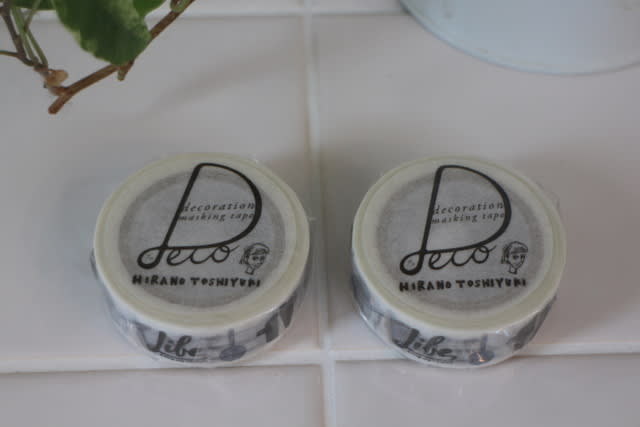 Deco
decoration
masking tape
HIRANO TOSHIYUKI
Deco
decoration
masking tape
HIRANO TOSHIYUKI